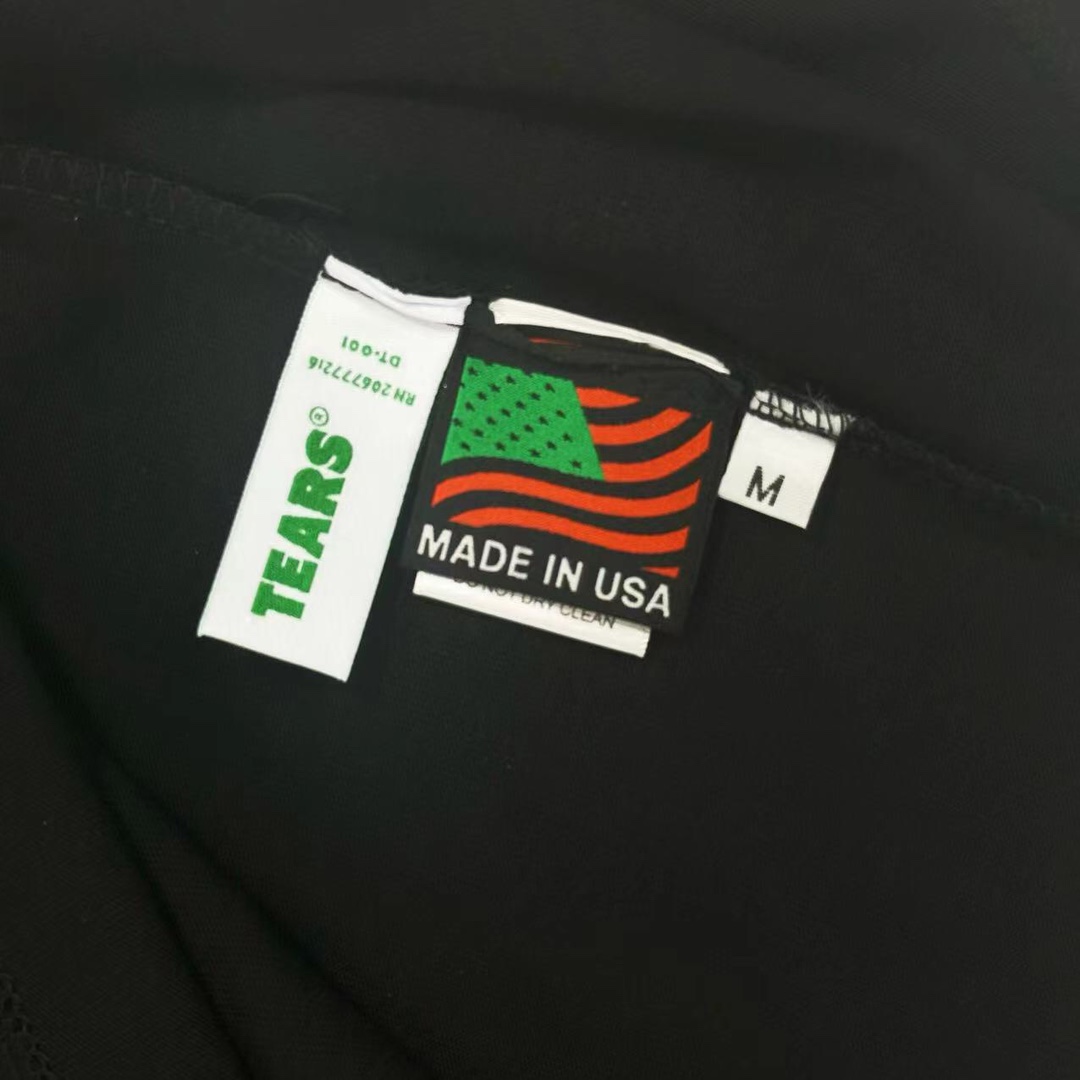 DT-001
RN 206777216
TEARS®
MADE IN USA
DO NOT DRY CLEAN
M